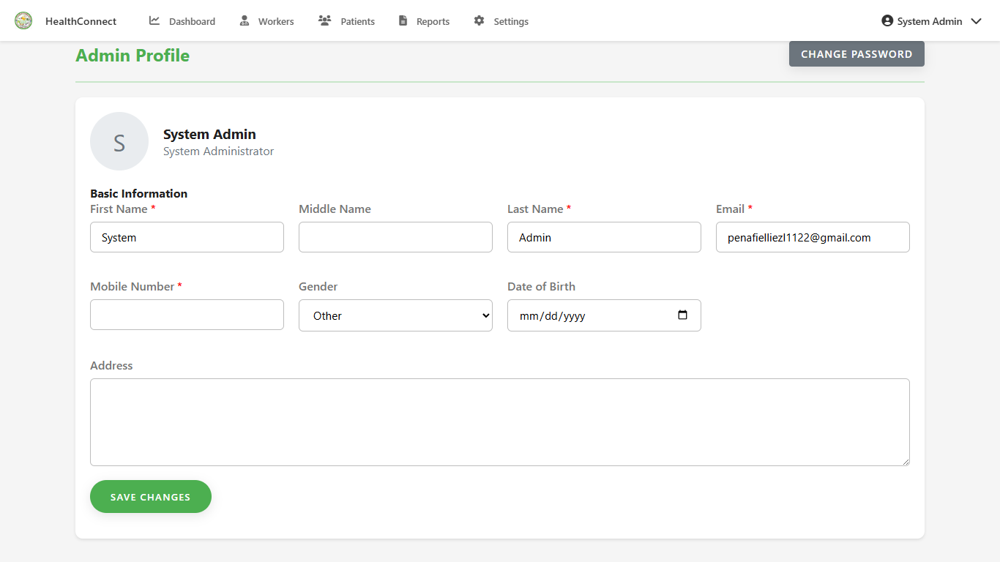 HealthConnect Dashboard Workers Patients Reports Settings System Admin
Admin Profile CHANGE PASSWORD
S
System Admin
System Administrator
Basic Information
First Name * Middle Name Last Name * Email *
System Admin penafielliezl1122@gmail.com
Mobile Number * Gender Date of Birth
Other mm/dd/yyyy
Address
SAVE CHANGES